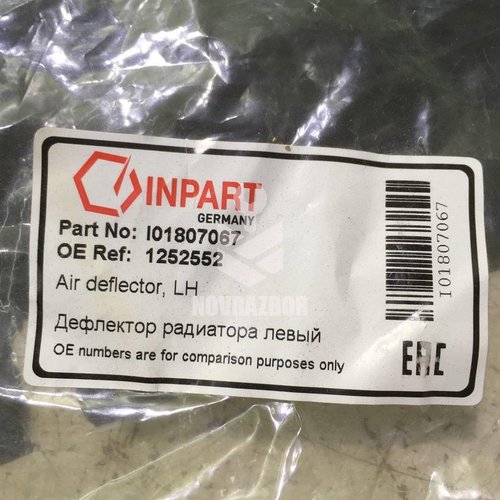 INPART
GERMANY
Part No: I01807067
OE Ref: 1252552
Air deflector, LH
NOVRAZBOR
Дефлектор радиатора левый
OE numbers are for comparison purposes only
I01807067
EAC